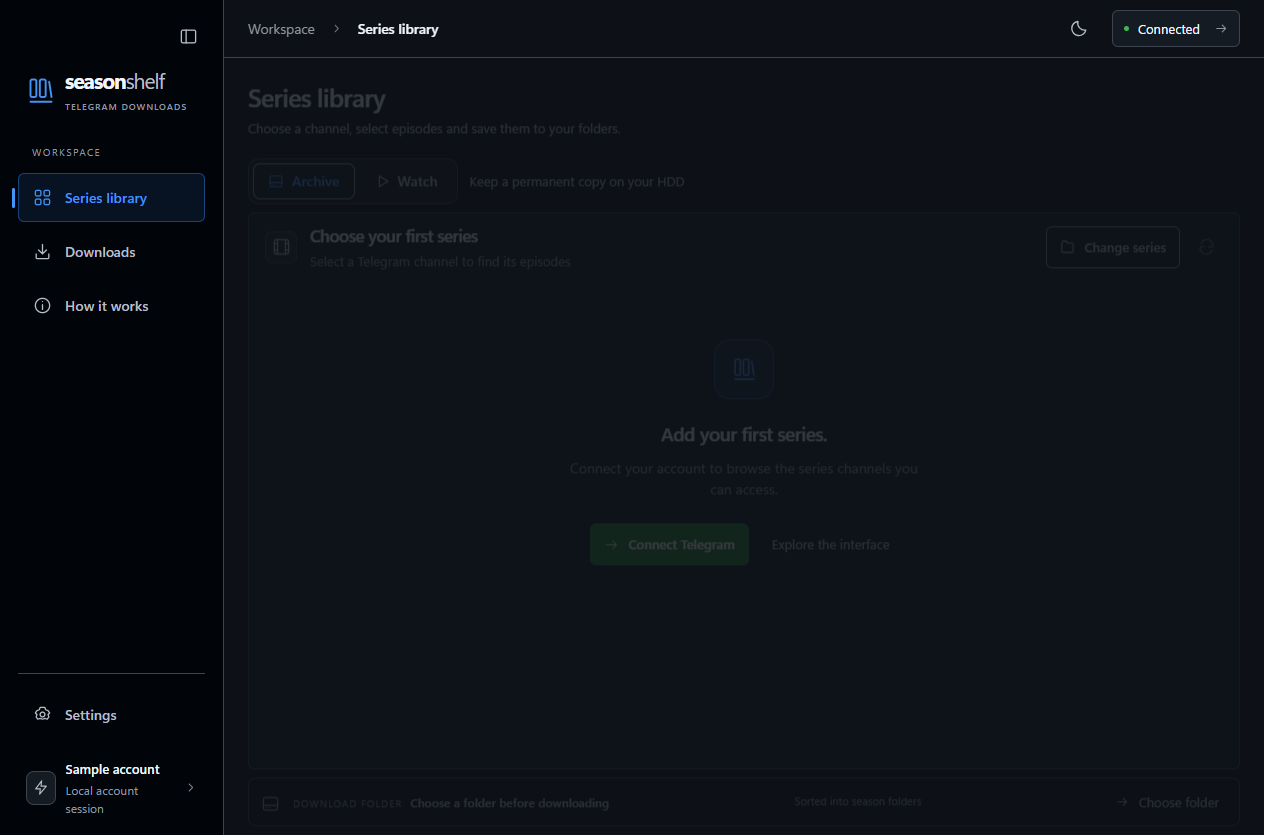 seasonshelf
TELEGRAM DOWNLOADS
WORKSPACE
Series library
Downloads
How it works
Settings
Sample account
Local account
session
Workspace > Series library
Connected
Series library
Choose a channel, select episodes and save them to your folders.
Archive
Watch
Keep a permanent copy on your HDD
Choose your first series
Select a Telegram channel to find its episodes
Change series
Add your first series.
Connect your account to browse the series channels you
can access.
Connect Telegram
Explore the interface
DOWNLOAD FOLDER Choose a folder before downloading
Sorted into season folders
Choose folder